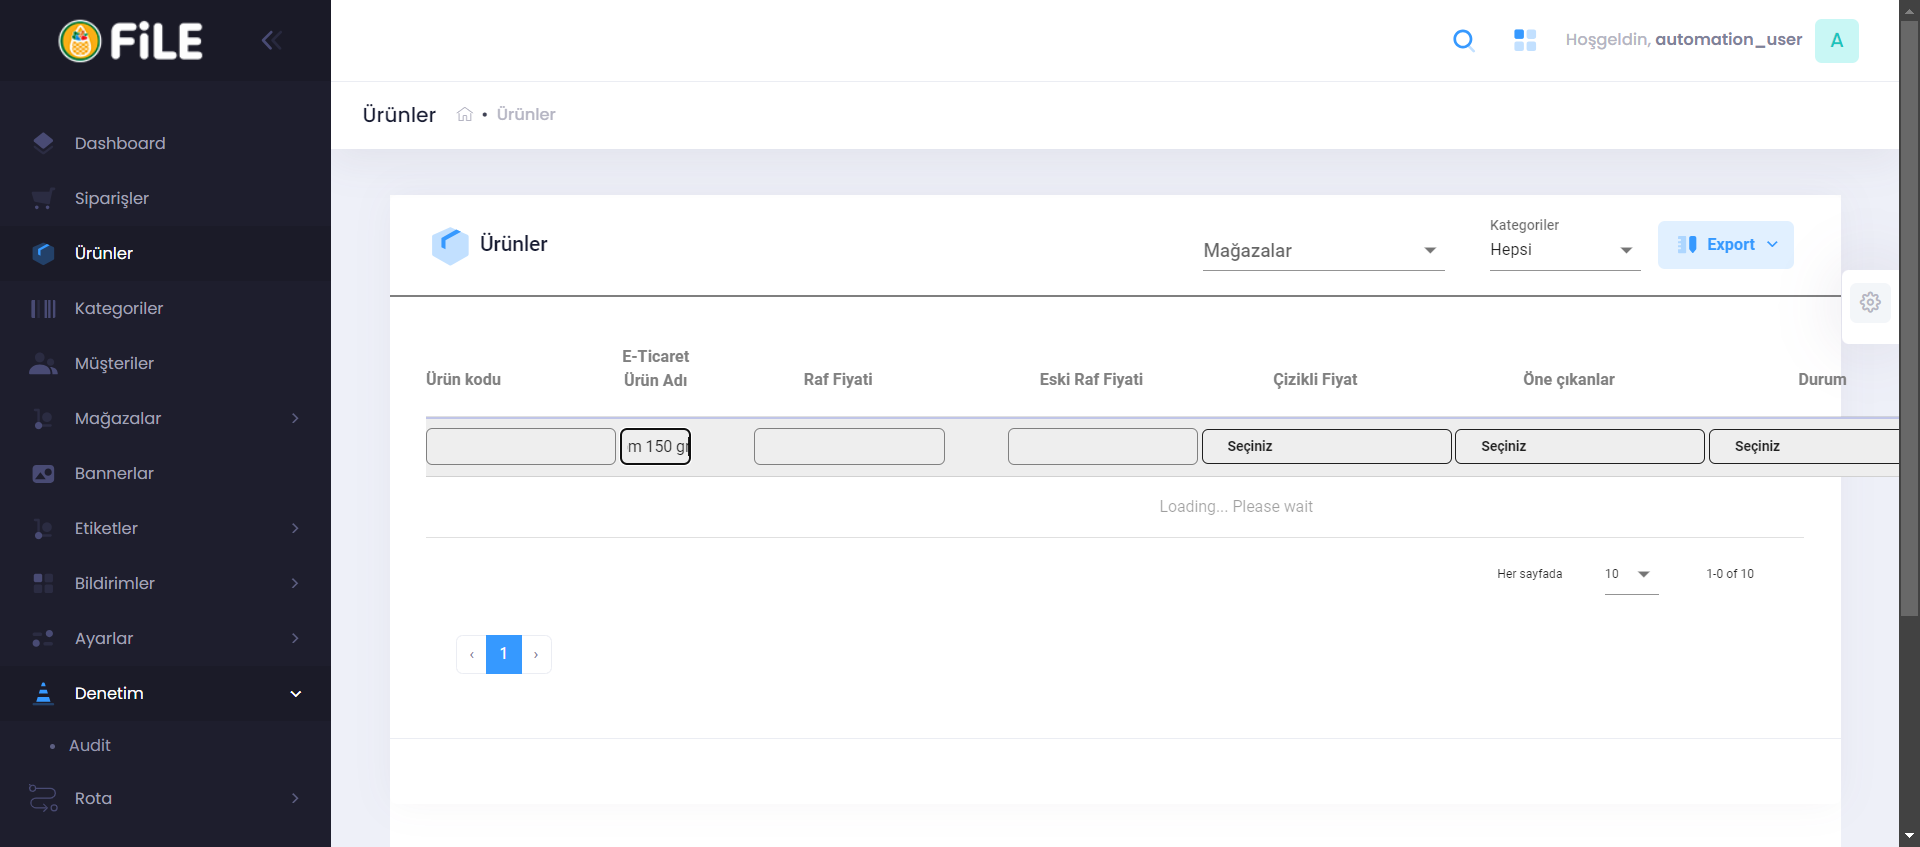 FiLE
Hoşgeldin, automation_user
A
Ürünler • Ürünler
Dashboard
Siparişler
Ürünler
Kategoriler
Müşteriler
Mağazalar
Bannerlar
Etiketler
Bildirimler
Ayarlar
Denetim
• Audit
Rota
Ürünler
Mağazalar
Kategoriler
Hepsi
Export
Ürün kodu
E-Ticaret
Ürün Adı
Raf Fiyati
Eski Raf Fiyati
Çizikli Fiyat
Öne çıkanlar
Durum
m 150 gr
Seçiniz
Seçiniz
Seçiniz
Loading... Please wait
Her sayfada
10
1-0 of 10
‹ 1 ›